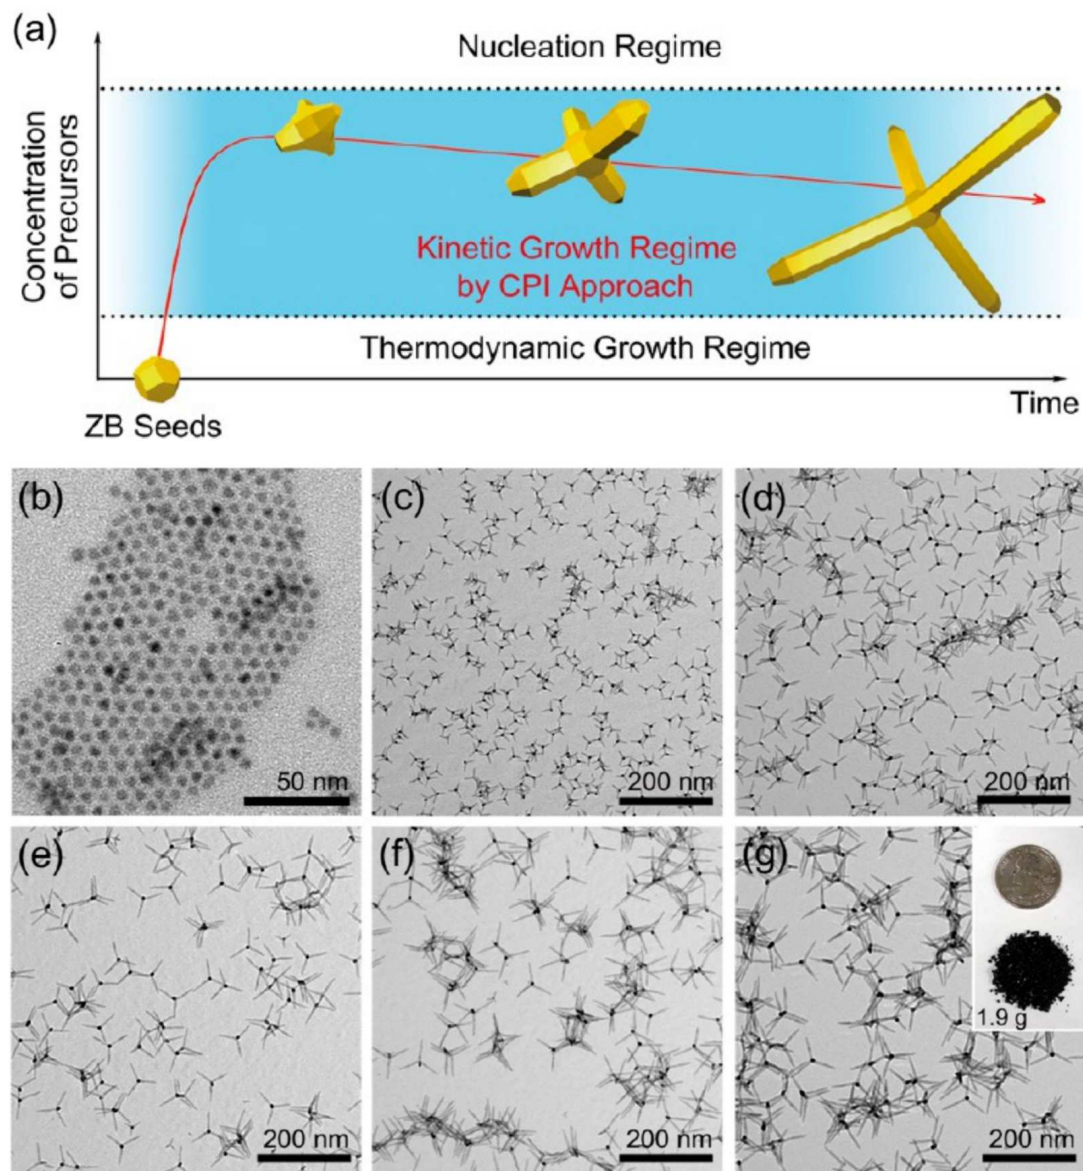 (a)
Nucleation Regime
Concentration
of Precursors
Kinetic Growth Regime
by CPI Approach
Thermodynamic Growth Regime
Time
ZB Seeds
(b)
50 nm
(c)
200 nm
(d)
200 nm
(e)
200 nm
(f)
200 nm
(g)
1.9 g
200 nm